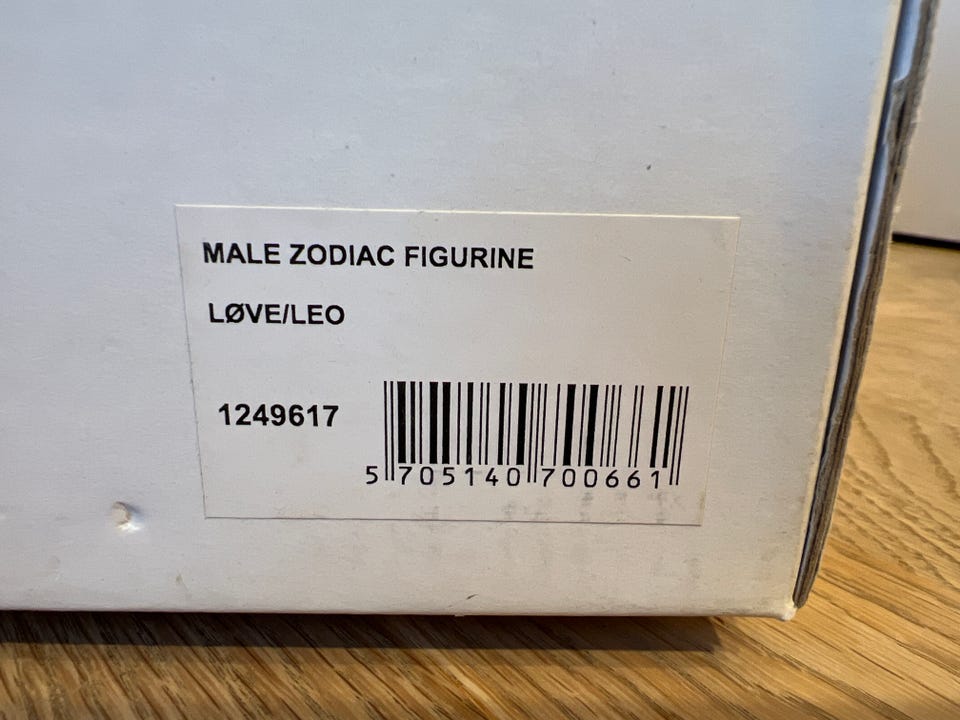 MALE ZODIAC FIGURINE
LØVE/LEO
1249617
5 705140 700661